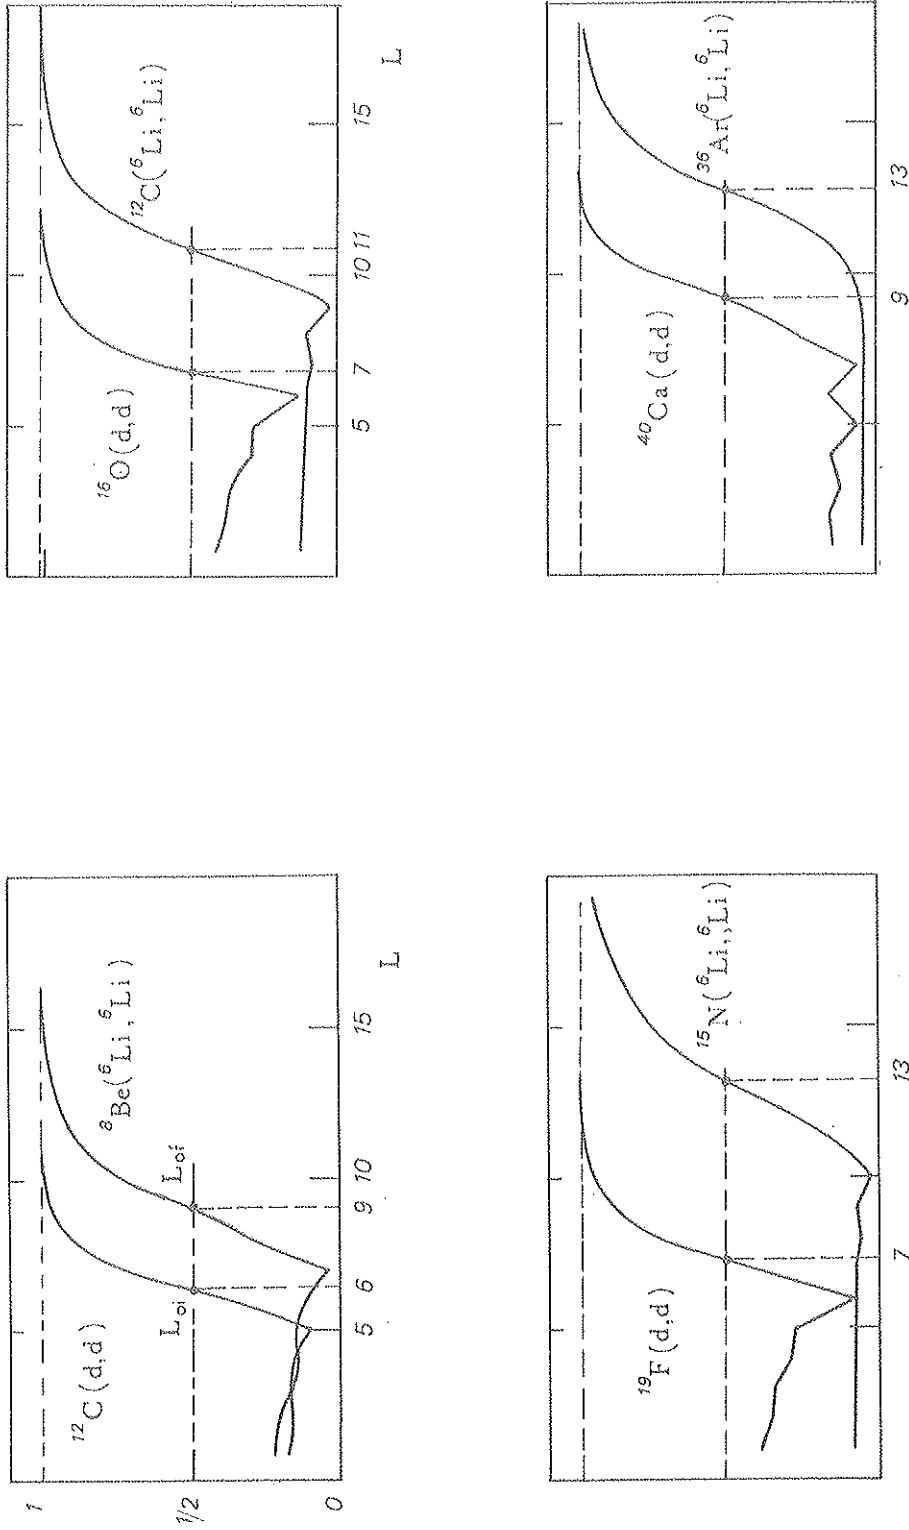 1
1/2
0
¹²C(d,d)
⁸Be(⁶Li,⁶Li)
L₀ᵢ
L₀f
5
6
9
10
15
L
¹⁶O(d,d)
¹²C(⁶Li,⁶Li)
5
7
10
11
15
L
¹⁹F(d,d)
¹⁵N(⁶Li,,⁶Li)
7
13
⁴⁰Ca(d,d)
³⁶Ar(⁶Li,⁶Li)
9
13